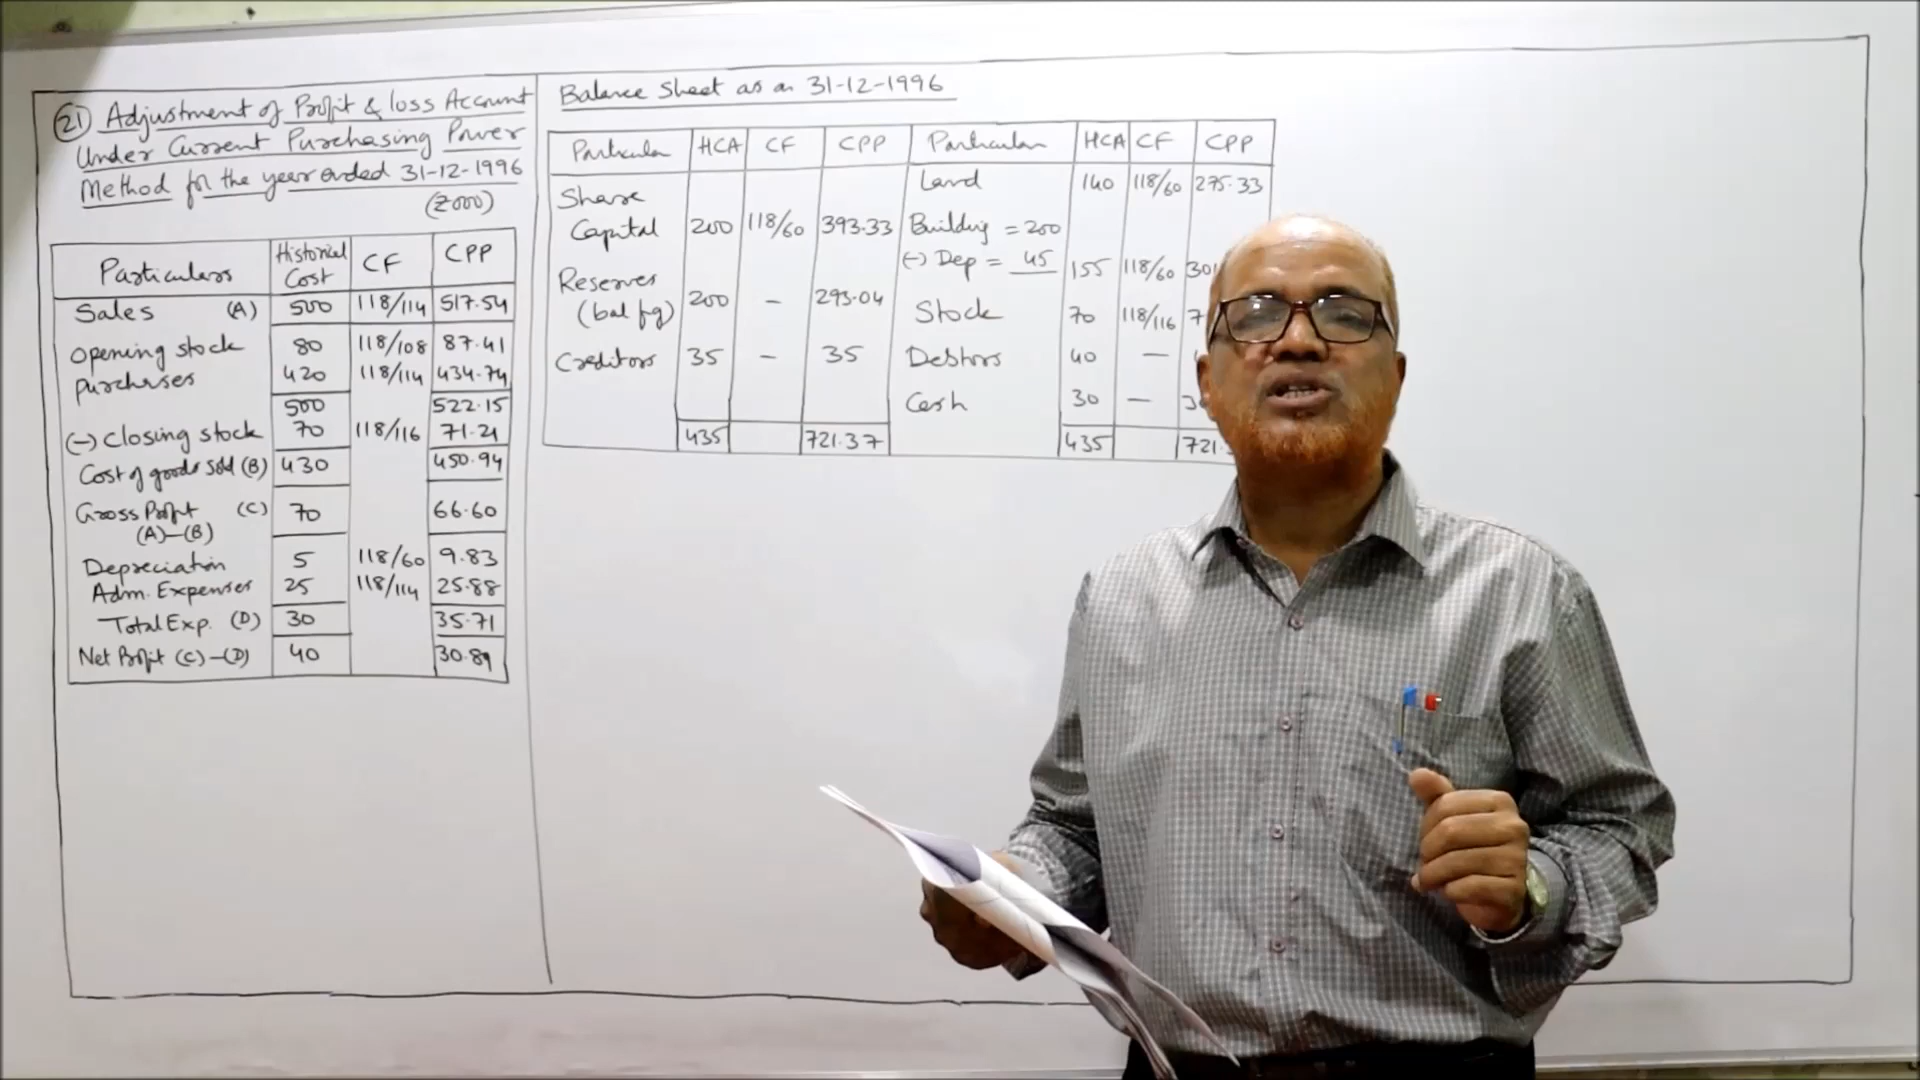 21 Adjustment of Profit & loss Account
Under Current Purchasing Power
Method for the year ended 31-12-1996
(₹000)
Particulars Historical Cost CF CPP
Sales (A) 500 118/114 517.54
Opening stock 80 118/108 87.41
purchases 420 118/114 434.74
500 522.15
(-) Closing stock 70 118/116 71.21
Cost of goods sold (B) 430 450.94
Gross Profit (C) 70 66.60
(A)-(B)
Depreciation 5 118/60 9.83
Adm. Expenses 25 118/114 25.88
Total Exp. (D) 30 35.71
Net Profit (C)-(D) 40 30.89
Balance Sheet as on 31-12-1996
Particular HCA CF CPP Particular HCA CF CPP
Share
Capital 200 118/60 393.33
Reserves
(bal fig) 200 - 293.04
Creditors 35 - 35
435 721.37
Land 140 118/60 275.33
Building = 200
(-) Dep = 45 155 118/60
Stock 70 118/116
Debtors 40 -
Cash 30 -
435 721.